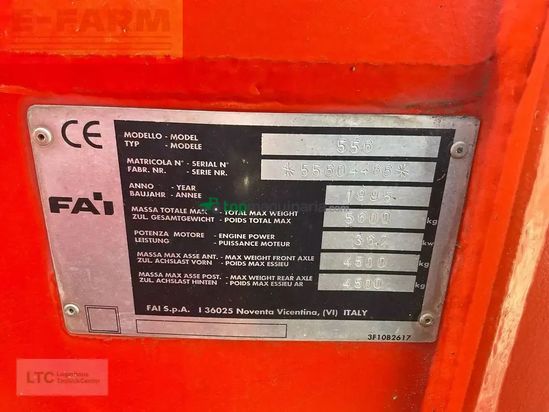 E-FARM
CE
FAI
MODELLO - MODEL
TYP - MODELE
556
MATRICOLA N° - SERIAL N°
FABR. NR. - SERIE NR.
ANNO - YEAR
BAUJAHR - ANNEE
1995
MASSA TOTALE MAX - TOTAL MAX WEIGHT
ZUL. GESAMTGEWICHT - POIDS TOTAL MAX
5600 kg
POTENZA MOTORE - ENGINE POWER
LEISTUNG - PUISSANCE MOTEUR
kw
MASSA MAX ASSE ANT. - MAX WEIGHT FRONT AXLE
ZUL. ACHSLAST VORN - POIDS MAX ESSIEU
4500 kg
MASSA MAX ASSE POST. - MAX WEIGHT REAR AXLE
ZUL. ACHSLAST HINTEN - POIDS MAX ESSIEU AR
4500 kg
FAI S.p.A. I 36025 Noventa Vicentina, (VI) ITALY
3F10B2617
topmaquinaria.com
LTC